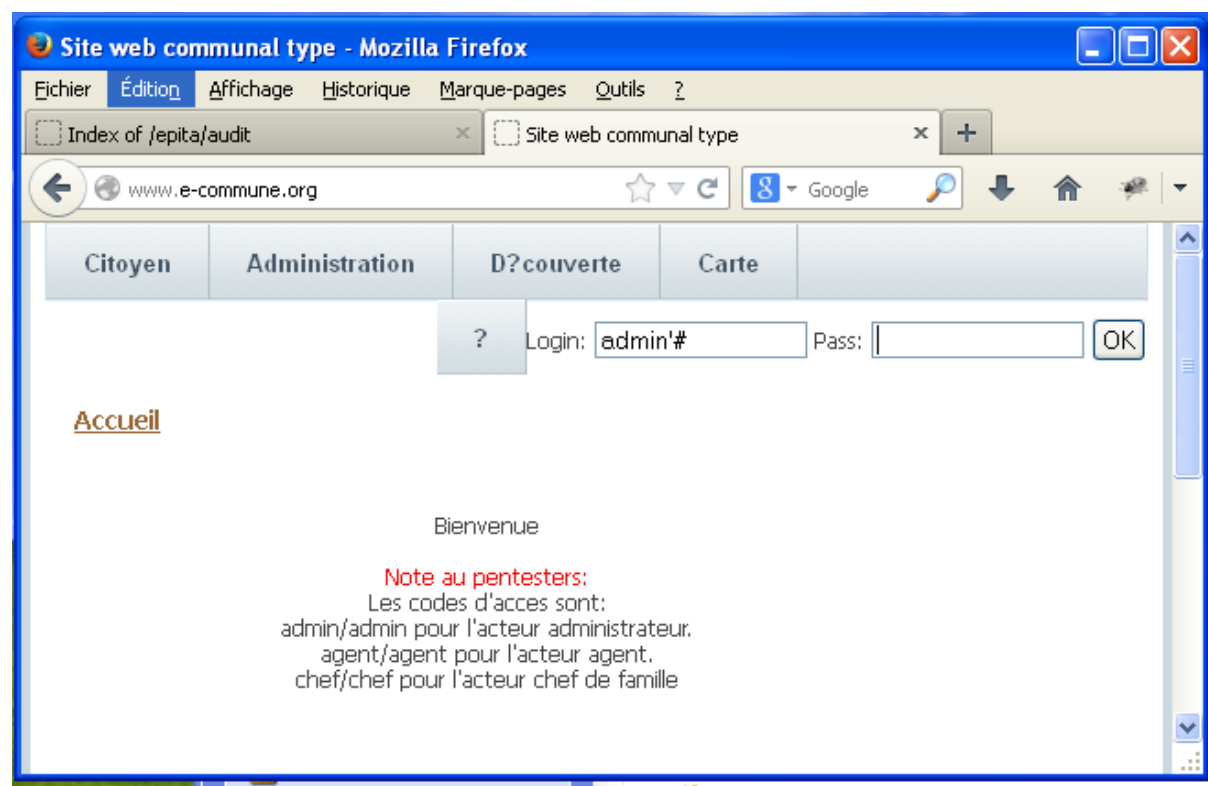 Site web communal type - Mozilla Firefox
Fichier Édition Affichage Historique Marque-pages Outils ?
Index of /epita/audit Site web communal type
www.e-commune.org Google
Citoyen Administration D?couverte Carte
? Login: admin'# Pass: OK
Accueil
Bienvenue
Note au pentesters:
Les codes d'acces sont:
admin/admin pour l'acteur administrateur.
agent/agent pour l'acteur agent.
chef/chef pour l'acteur chef de famille